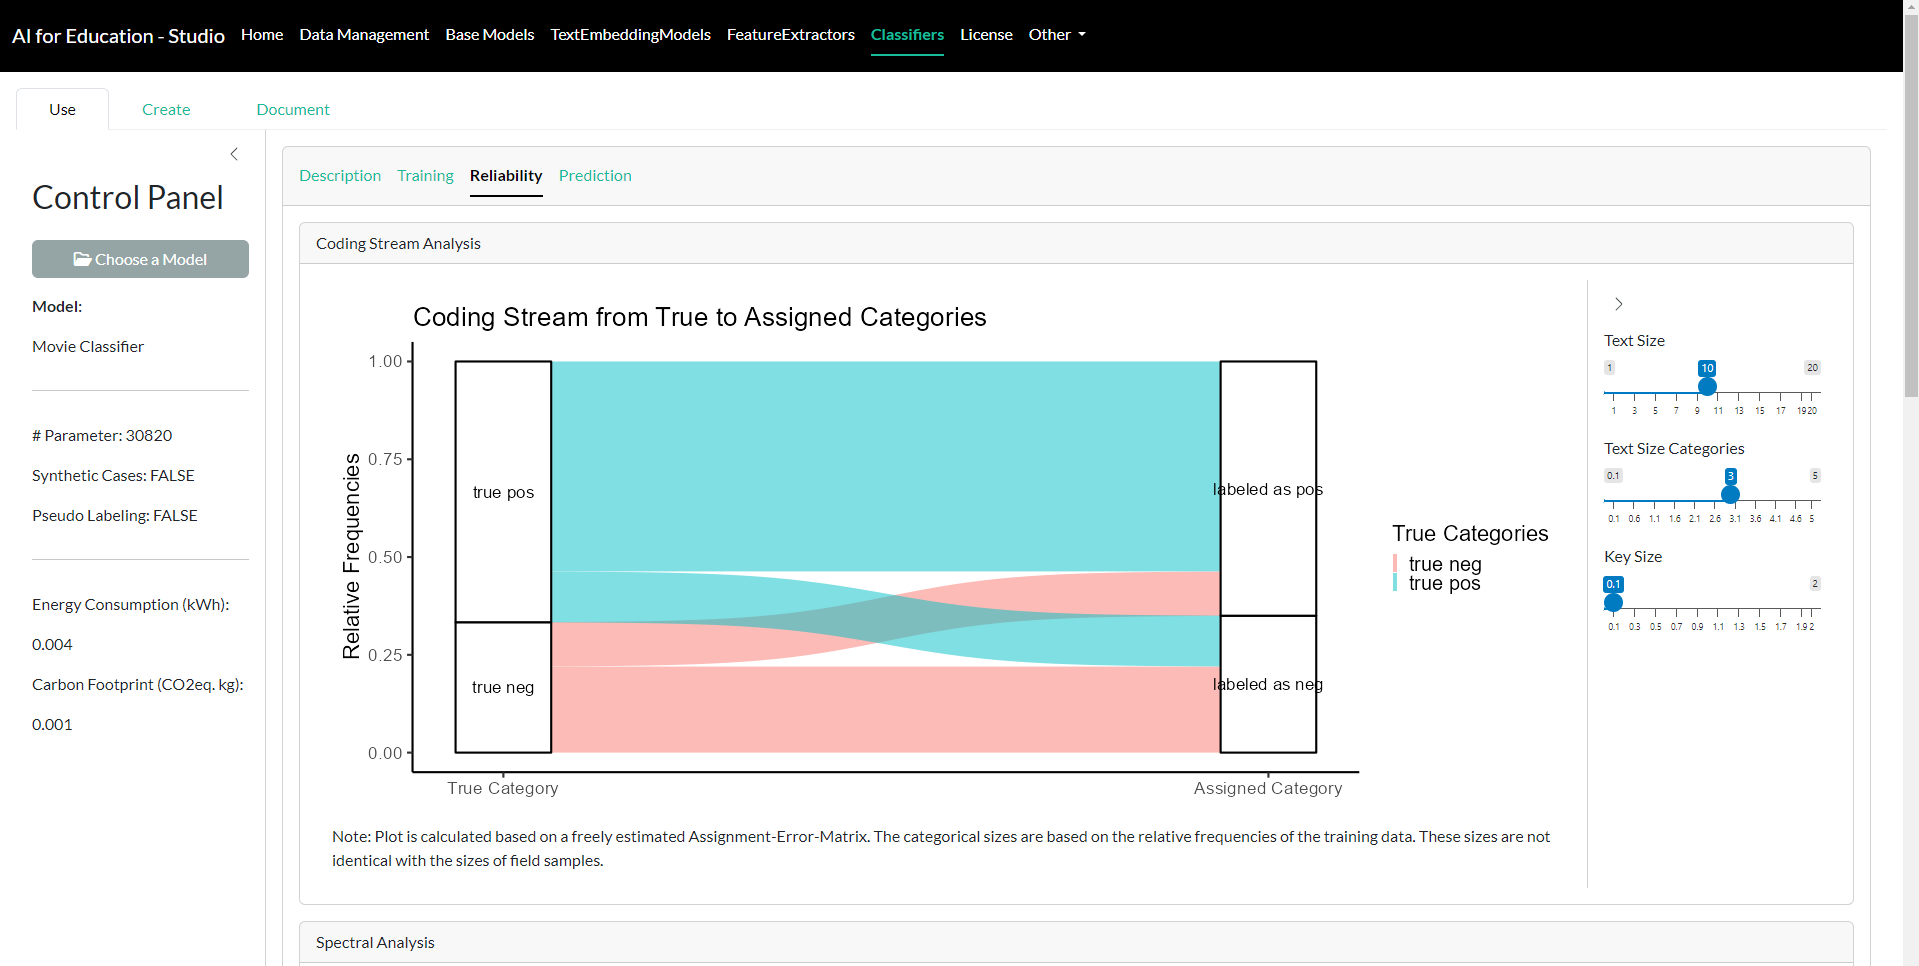 AI for Education - Studio Home Data Management Base Models TextEmbeddingModels FeatureExtractors Classifiers License Other
Use Create Document
Control Panel
Choose a Model
Model:
Movie Classifier
# Parameter: 30820
Synthetic Cases: FALSE
Pseudo Labeling: FALSE
Energy Consumption (kWh):
0.004
Carbon Footprint (CO2eq. kg):
0.001
Description Training Reliability Prediction
Coding Stream Analysis
Coding Stream from True to Assigned Categories
Relative Frequencies
1.00
0.75
0.50
0.25
0.00
true pos
true neg
labeled as pos
labeled as neg
True Category Assigned Category
True Categories
true neg
true pos
Note: Plot is calculated based on a freely estimated Assignment-Error-Matrix. The categorical sizes are based on the relative frequencies of the training data. These sizes are not
identical with the sizes of field samples.
Text Size
1 10 20
1 3 5 7 9 11 13 15 17 19 20
Text Size Categories
0.1 3 5
0.1 0.6 1.1 1.6 2.1 2.6 3.1 3.6 4.1 4.6 5
Key Size
0.1 2
0.1 0.3 0.5 0.7 0.9 1.1 1.3 1.5 1.7 1.9 2
Spectral Analysis